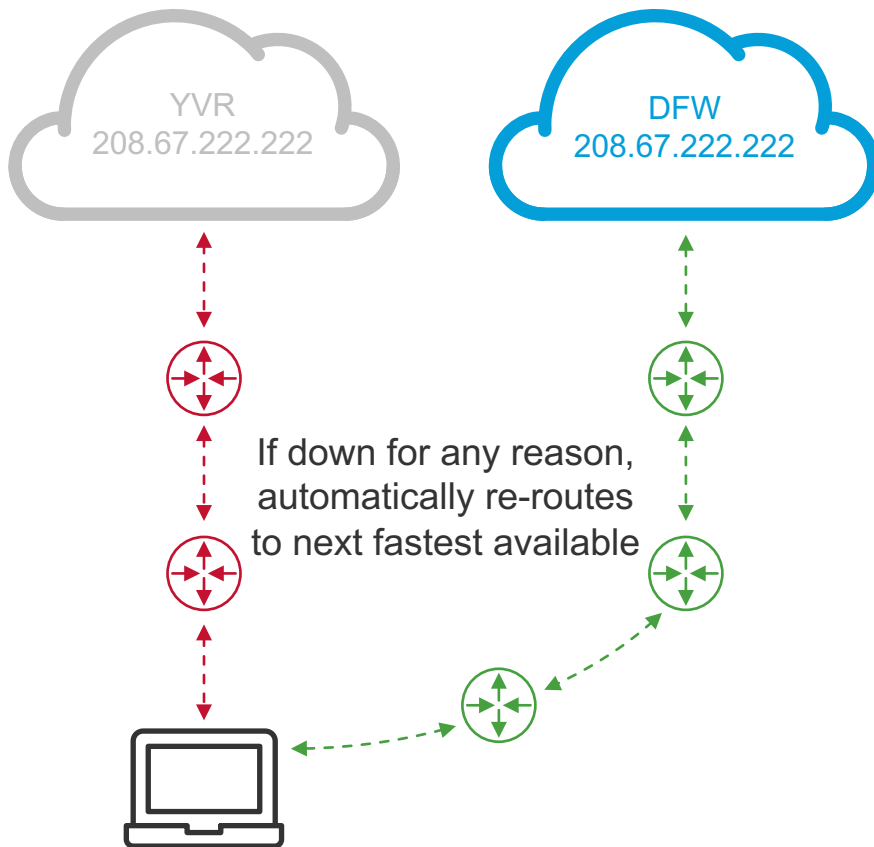 YVR
208.67.222.222
DFW
208.67.222.222
If down for any reason,
automatically re-routes
to next fastest available